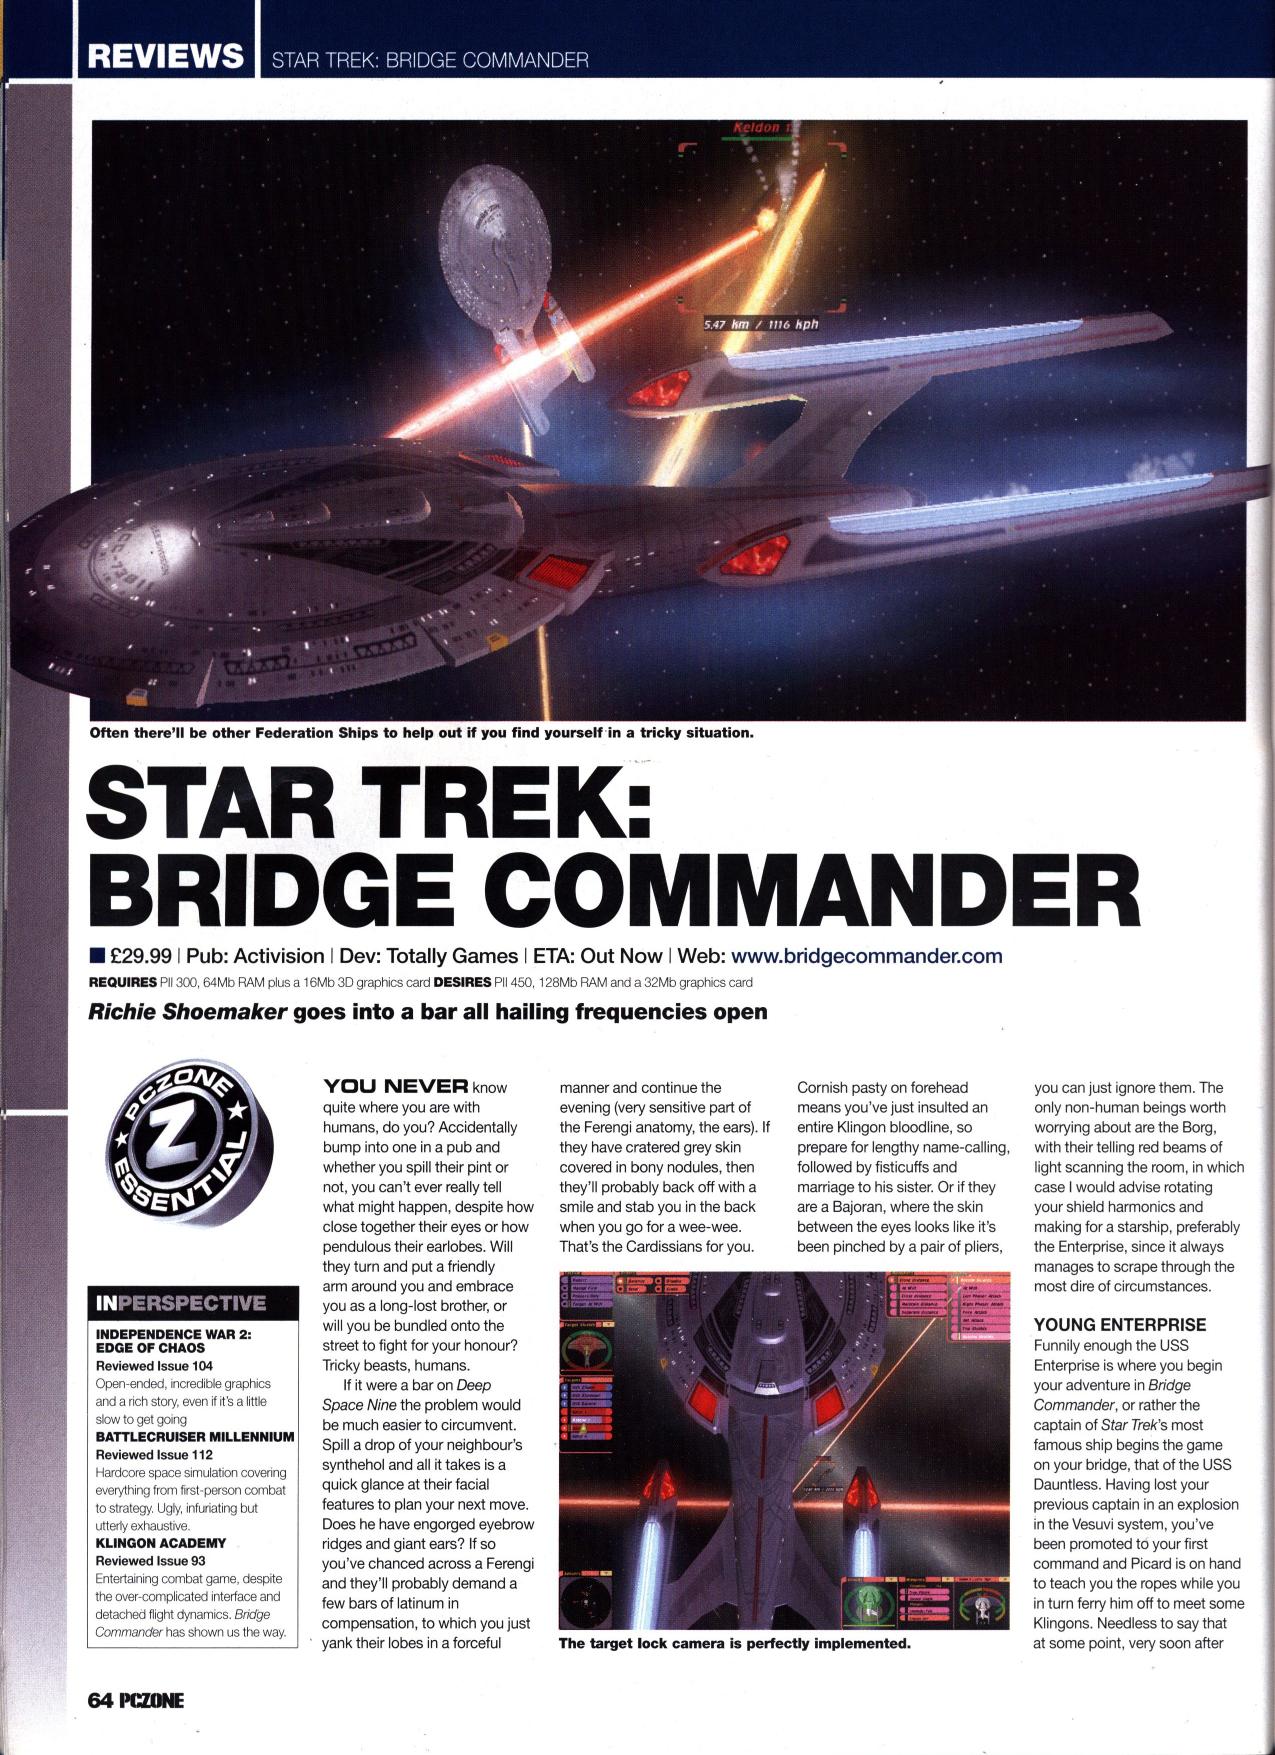 REVIEWS
STAR TREK: BRIDGE COMMANDER
5.47 km / 1116 kph
Often there'll be other Federation Ships to help out if you find yourself in a tricky situation.
STAR TREK:
BRIDGE COMMANDER
£29.99 | Pub: Activision | Dev: Totally Games | ETA: Out Now | Web: www.bridgecommander.com
REQUIRES PII 300, 64Mb RAM plus a 16Mb 3D graphics card DESIRES PII 450, 128Mb RAM and a 32Mb graphics card
Richie Shoemaker goes into a bar all hailing frequencies open
PCZONE
Z
ESSENTIAL
INPERSPECTIVE
INDEPENDENCE WAR 2:
EDGE OF CHAOS
Reviewed Issue 104
Open-ended, incredible graphics
and a rich story, even if it's a little
slow to get going
BATTLECRUISER MILLENNIUM
Reviewed Issue 112
Hardcore space simulation covering
everything from first-person combat
to strategy. Ugly, infuriating but
utterly exhaustive.
KLINGON ACADEMY
Reviewed Issue 93
Entertaining combat game, despite
the over-complicated interface and
detached flight dynamics. Bridge
Commander has shown us the way.
YOU NEVER know
quite where you are with
humans, do you? Accidentally
bump into one in a pub and
whether you spill their pint or
not, you can't ever really tell
what might happen, despite how
close together their eyes or how
pendulous their earlobes. Will
they turn and put a friendly
arm around you and embrace
you as a long-lost brother, or
will you be bundled onto the
street to fight for your honour?
Tricky beasts, humans.
If it were a bar on Deep
Space Nine the problem would
be much easier to circumvent.
Spill a drop of your neighbour's
synthehol and all it takes is a
quick glance at their facial
features to plan your next move.
Does he have engorged eyebrow
ridges and giant ears? If so
you've chanced across a Ferengi
and they'll probably demand a
few bars of latinum in
compensation, to which you just
yank their lobes in a forceful
manner and continue the
evening (very sensitive part of
the Ferengi anatomy, the ears). If
they have cratered grey skin
covered in bony nodules, then
they'll probably back off with a
smile and stab you in the back
when you go for a wee-wee.
That's the Cardissians for you.
Cornish pasty on forehead
means you've just insulted an
entire Klingon bloodline, so
prepare for lengthy name-calling,
followed by fisticuffs and
marriage to his sister. Or if they
are a Bajoran, where the skin
between the eyes looks like it's
been pinched by a pair of pliers,
The target lock camera is perfectly implemented.
you can just ignore them. The
only non-human beings worth
worrying about are the Borg,
with their telling red beams of
light scanning the room, in which
case I would advise rotating
your shield harmonics and
making for a starship, preferably
the Enterprise, since it always
manages to scrape through the
most dire of circumstances.
YOUNG ENTERPRISE
Funnily enough the USS
Enterprise is where you begin
your adventure in Bridge
Commander, or rather the
captain of Star Trek's most
famous ship begins the game
on your bridge, that of the USS
Dauntless. Having lost your
previous captain in an explosion
in the Vesuvi system, you've
been promoted to your first
command and Picard is on hand
to teach you the ropes while you
in turn ferry him off to meet some
Klingons. Needless to say that
at some point, very soon after
64 PCZONE